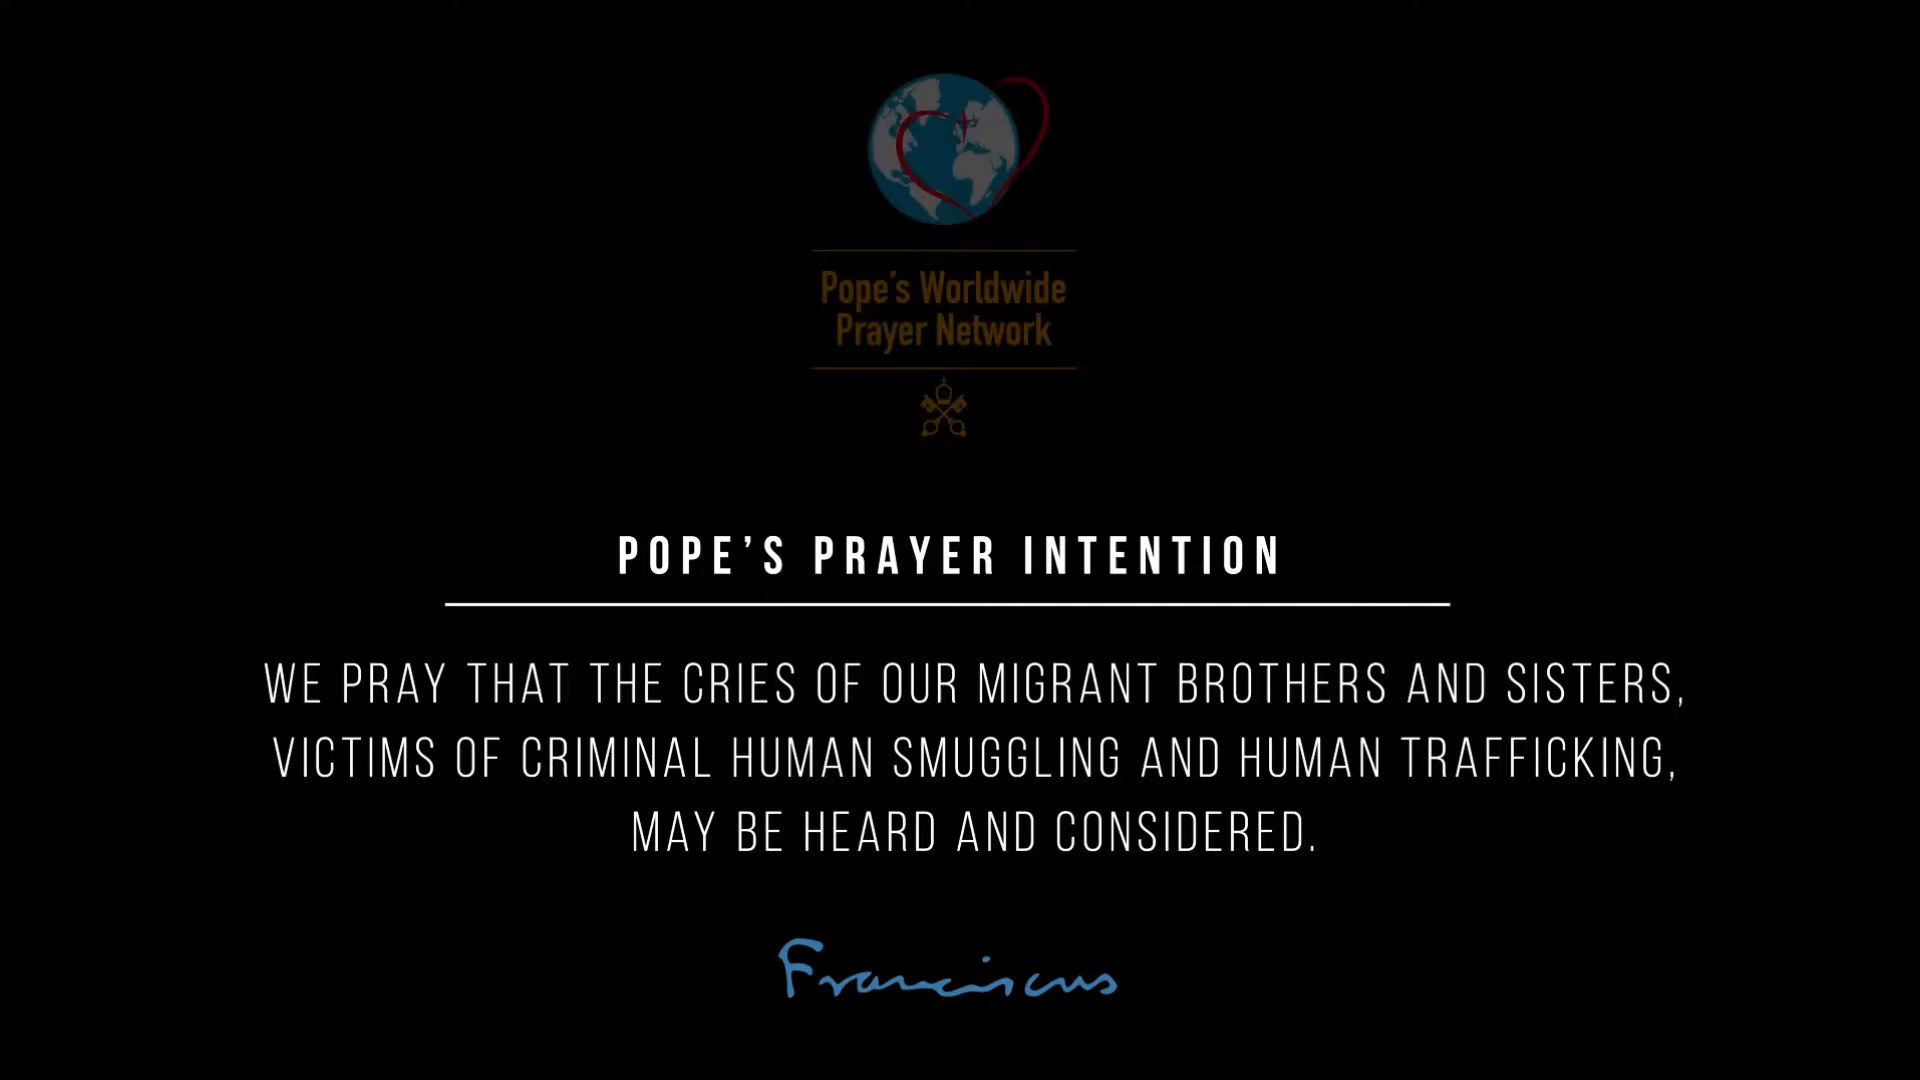 Pope's Worldwide
Prayer Network
POPE'S PRAYER INTENTION
WE PRAY THAT THE CRIES OF OUR MIGRANT BROTHERS AND SISTERS,
VICTIMS OF CRIMINAL HUMAN SMUGGLING AND HUMAN TRAFFICKING,
MAY BE HEARD AND CONSIDERED.
Franciscus